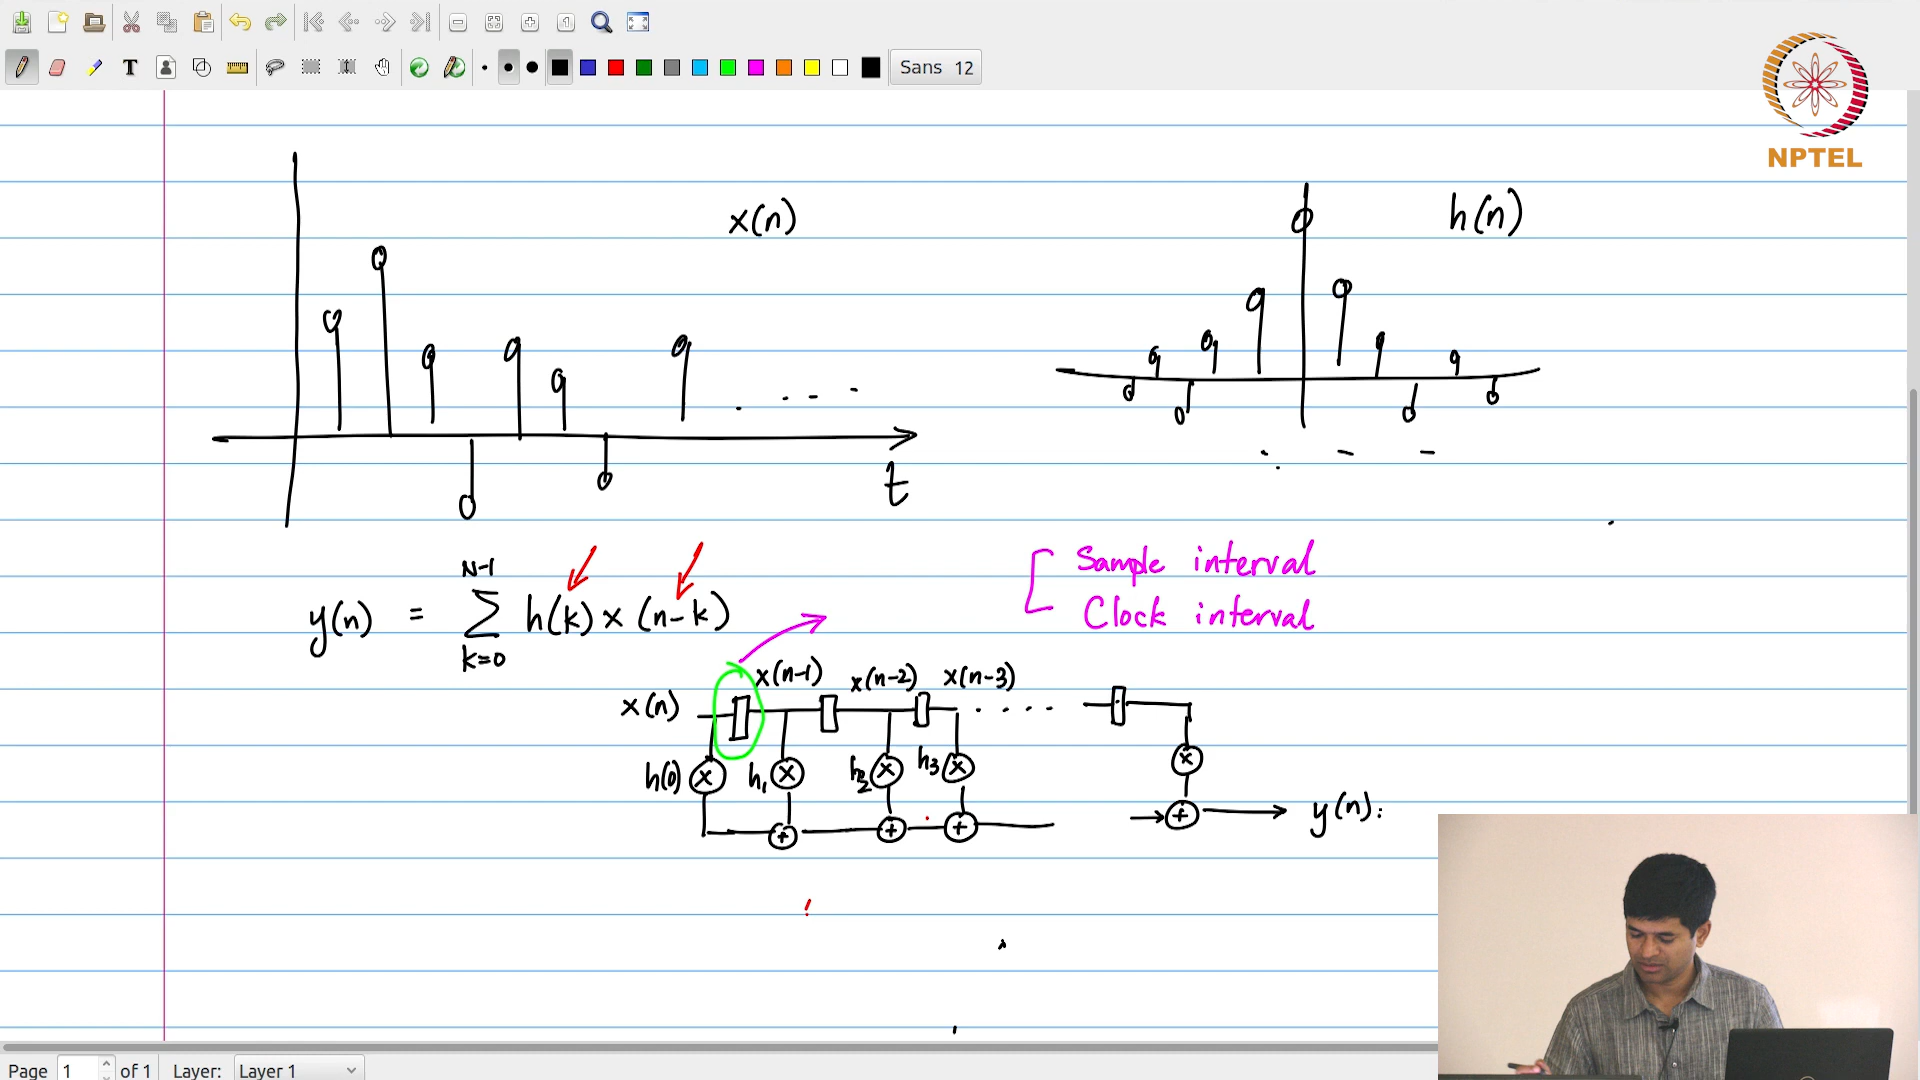 Sans 12
NPTEL
x(n)
h(n)
t
Sample interval
Clock interval
N-1
y(n) = Σ h(k) x (n-k)
k=0
x(n) x(n-1) x(n-2) x(n-3) . . . .
h(0) h₁ h₂ h₃
y(n):
Page 1 of 1 Layer: Layer 1